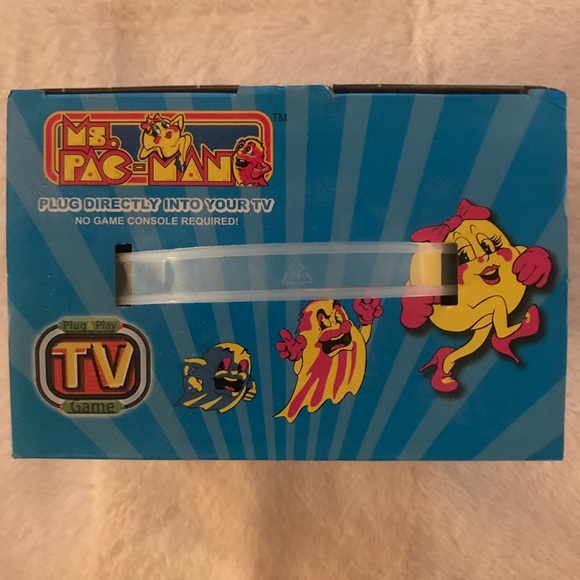 Ms.
PAC-MAN
TM
PLUG DIRECTLY INTO YOUR TV
NO GAME CONSOLE REQUIRED!
Plug & Play
TV
Game